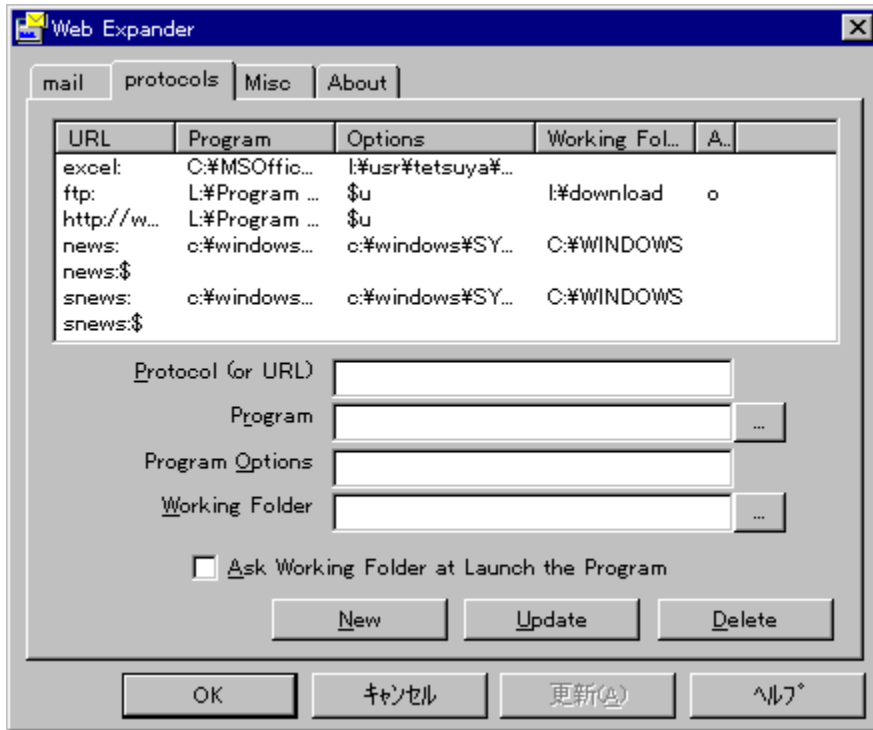 Web Expander
mail protocols Misc About
URL Program Options Working Fol... A..
excel: C:¥MSOffic... I:¥usr¥tetsuya¥...
ftp: L:¥Program ... $u I:¥download o
http://w... L:¥Program ... $u
news: c:¥windows... c:¥windows¥SY... C:¥WINDOWS
news:$
snews: c:¥windows... c:¥windows¥SY... C:¥WINDOWS
snews:$
Protocol (or URL)
Program ...
Program Options
Working Folder ...
Ask Working Folder at Launch the Program
New Update Delete
OK ｷｬﾝｾﾙ 更新(A) ﾍﾙﾌﾟ